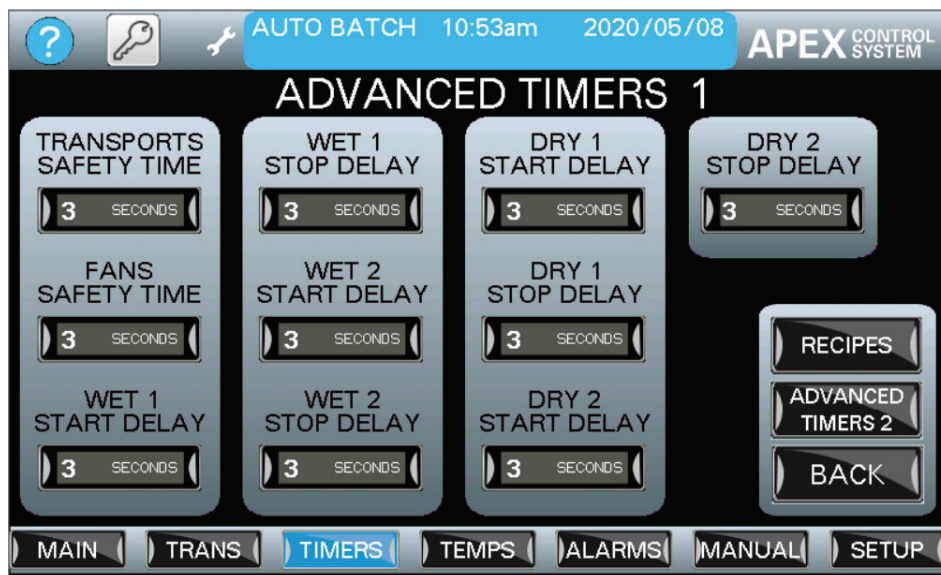 ?
AUTO BATCH 10:53am 2020/05/08
APEX CONTROL SYSTEM
ADVANCED TIMERS 1
TRANSPORTS
SAFETY TIME
3 SECONDS
FANS
SAFETY TIME
3 SECONDS
WET 1
START DELAY
3 SECONDS
WET 1
STOP DELAY
3 SECONDS
WET 2
START DELAY
3 SECONDS
WET 2
STOP DELAY
3 SECONDS
DRY 1
START DELAY
3 SECONDS
DRY 1
STOP DELAY
3 SECONDS
DRY 2
START DELAY
3 SECONDS
DRY 2
STOP DELAY
3 SECONDS
RECIPES
ADVANCED
TIMERS 2
BACK
MAIN TRANS TIMERS TEMPS ALARMS MANUAL SETUP